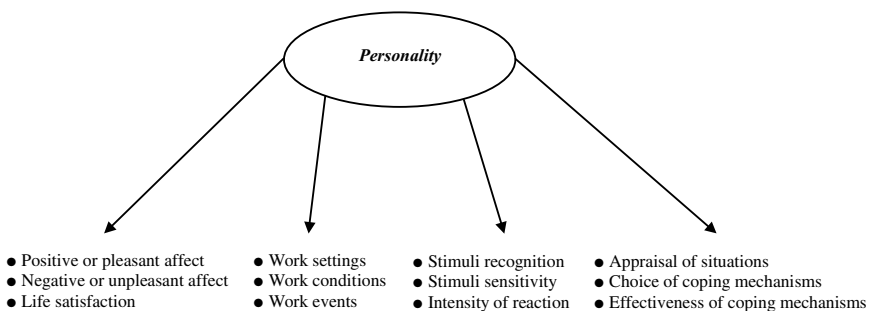 Personality
● Positive or pleasant affect
● Negative or unpleasant affect
● Life satisfaction
● Work settings
● Work conditions
● Work events
● Stimuli recognition
● Stimuli sensitivity
● Intensity of reaction
● Appraisal of situations
● Choice of coping mechanisms
● Effectiveness of coping mechanisms